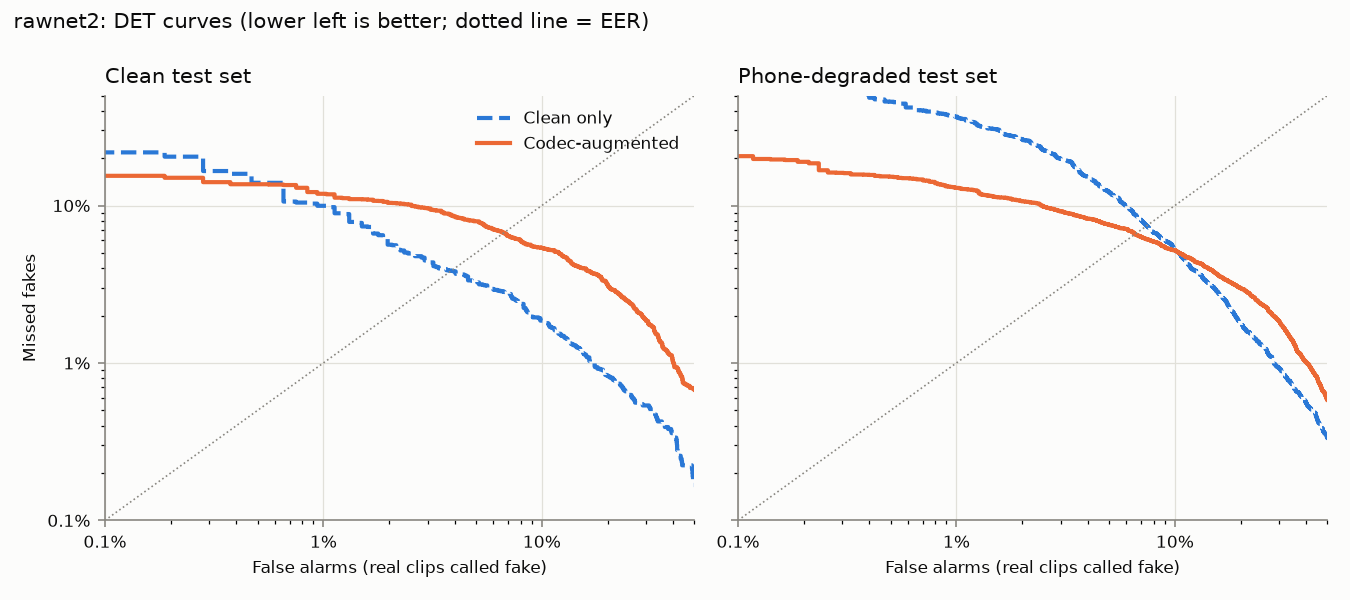 rawnet2: DET curves (lower left is better; dotted line = EER)
Clean test set
Clean only
Codec-augmented
Missed fakes
10%
1%
0.1%
0.1%
1%
10%
False alarms (real clips called fake)
Phone-degraded test set
0.1%
1%
10%
False alarms (real clips called fake)